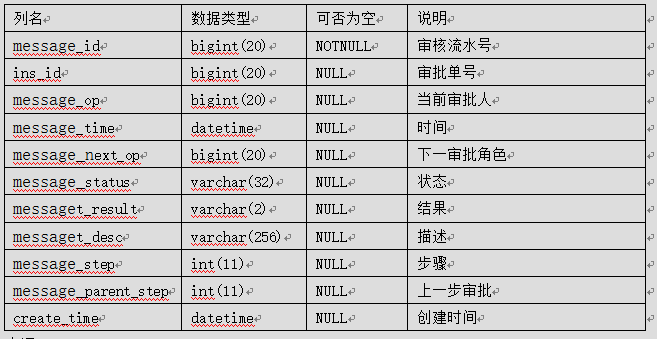 列名 数据类型 可否为空 说明
message_id bigint(20) NOTNULL 审核流水号
ins_id bigint(20) NULL 审批单号
message_op bigint(20) NULL 当前审批人
message_time datetime NULL 时间
message_next_op bigint(20) NULL 下一审批角色
message_status varchar(32) NULL 状态
messaget_result varchar(2) NULL 结果
messaget_desc varchar(256) NULL 描述
message_step int(11) NULL 步骤
message_parent_step int(11) NULL 上一步审批
create_time datetime NULL 创建时间